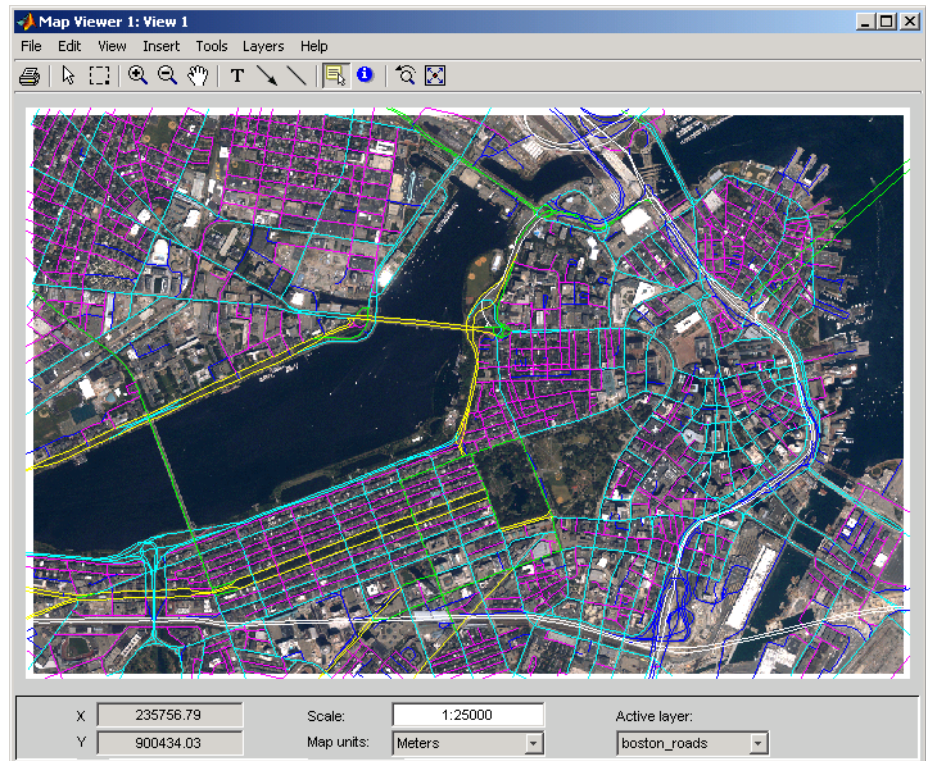 Map Viewer 1: View 1
File Edit View Insert Tools Layers Help
T
X 235756.79 Scale: 1:25000 Active layer:
Y 900434.03 Map units: Meters boston_roads